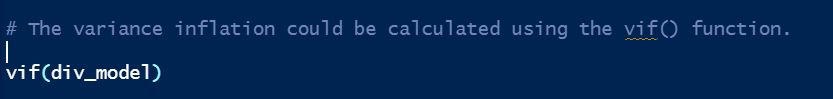 # The variance inflation could be calculated using the vif() function.
vif(div_model)